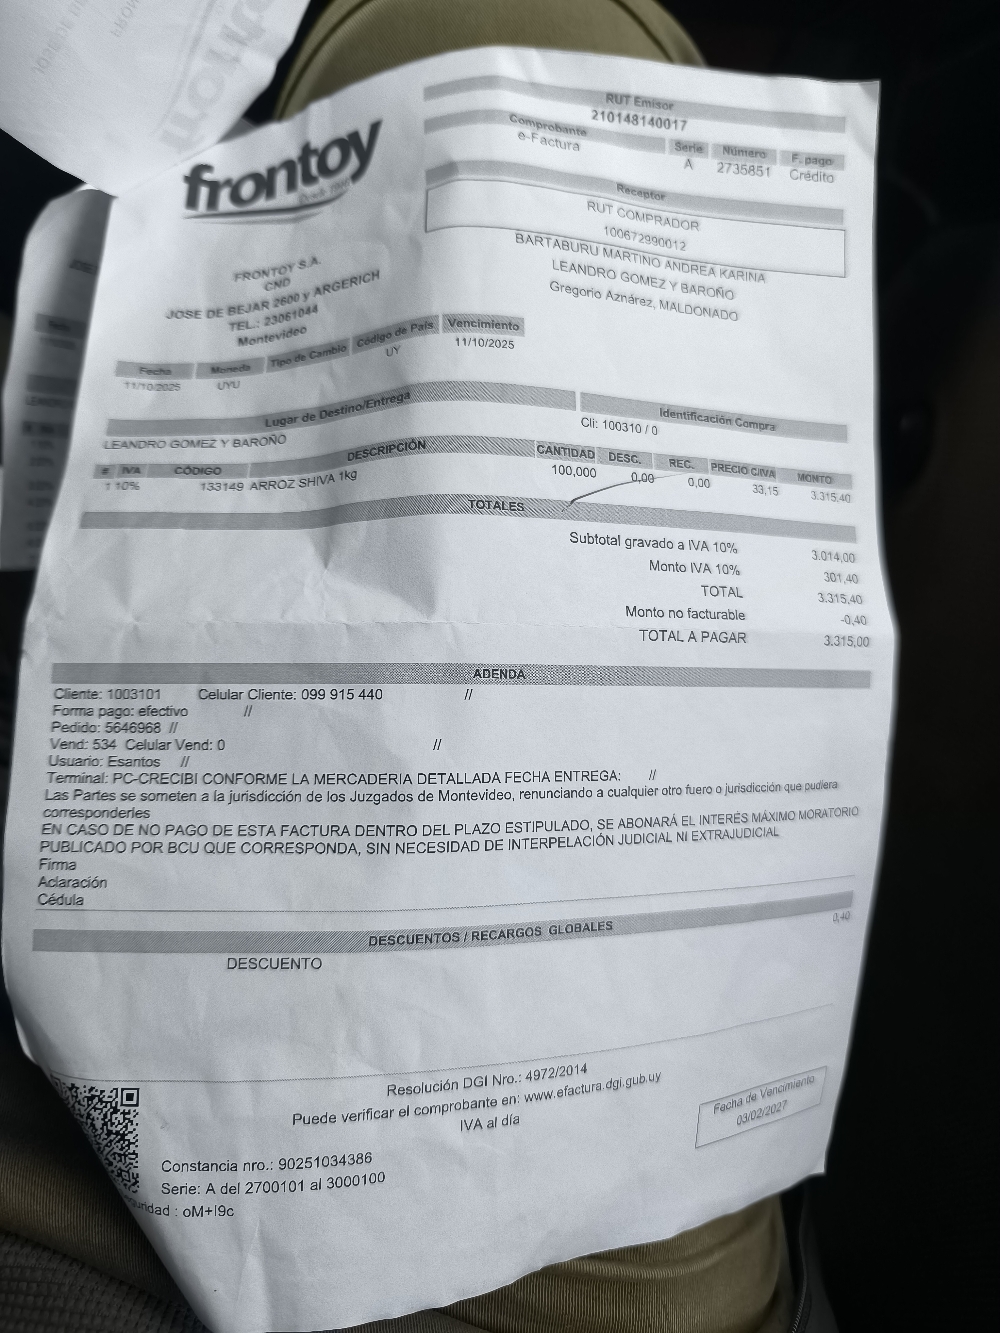 frontoy
RUT Emisor
210148140017
Comprobante Serie Número F. pago
e-Factura A 2735851 Crédito
Receptor
RUT COMPRADOR
100672990012
BARTABURU MARTINO ANDREA KARINA
LEANDRO GOMEZ Y BAROÑO
Gregorio Aznárez, MALDONADO
FRONTOY S.A.
CND
JOSE DE BEJAR 2600 y ARGERICH
TEL.: 23061044
Montevideo
Fecha Moneda Tipo de Cambio Código de País Vencimiento
11/10/2025 UYU UY 11/10/2025
Lugar de Destino/Entrega Identificación Compra
LEANDRO GOMEZ Y BAROÑO Cli: 100310 / 0
# IVA CÓDIGO DESCRIPCIÓN CANTIDAD DESC. REC. PRECIO C/IVA MONTO
1 10% 133149 ARROZ SHIVA 1kg 100,000 0,00 0,00 33,15 3.315,40
TOTALES
Subtotal gravado a IVA 10% 3.014,00
Monto IVA 10% 301,40
TOTAL 3.315,40
Monto no facturable -0,40
TOTAL A PAGAR 3.315,00
ADENDA
Cliente: 1003101 Celular Cliente: 099 915 440 //
Forma pago: efectivo //
Pedido: 5646968 //
Vend: 534 Celular Vend: 0 //
Usuario: Esantos //
Terminal: PC-CRECIBI CONFORME LA MERCADERIA DETALLADA FECHA ENTREGA: //
Las Partes se someten a la jurisdicción de los Juzgados de Montevideo, renunciando a cualquier otro fuero o jurisdicción que pudiera
corresponderles
EN CASO DE NO PAGO DE ESTA FACTURA DENTRO DEL PLAZO ESTIPULADO, SE ABONARÁ EL INTERÉS MÁXIMO MORATORIO
PUBLICADO POR BCU QUE CORRESPONDA, SIN NECESIDAD DE INTERPELACIÓN JUDICIAL NI EXTRAJUDICIAL
Firma
Aclaración
Cédula
DESCUENTOS / RECARGOS GLOBALES
DESCUENTO 0,40
Resolución DGI Nro.: 4972/2014
Puede verificar el comprobante en: www.efactura.dgi.gub.uy
IVA al día
Fecha de Vencimiento
03/02/2027
Constancia nro.: 90251034386
Serie: A del 2700101 al 3000100
uridad : oM+I9c